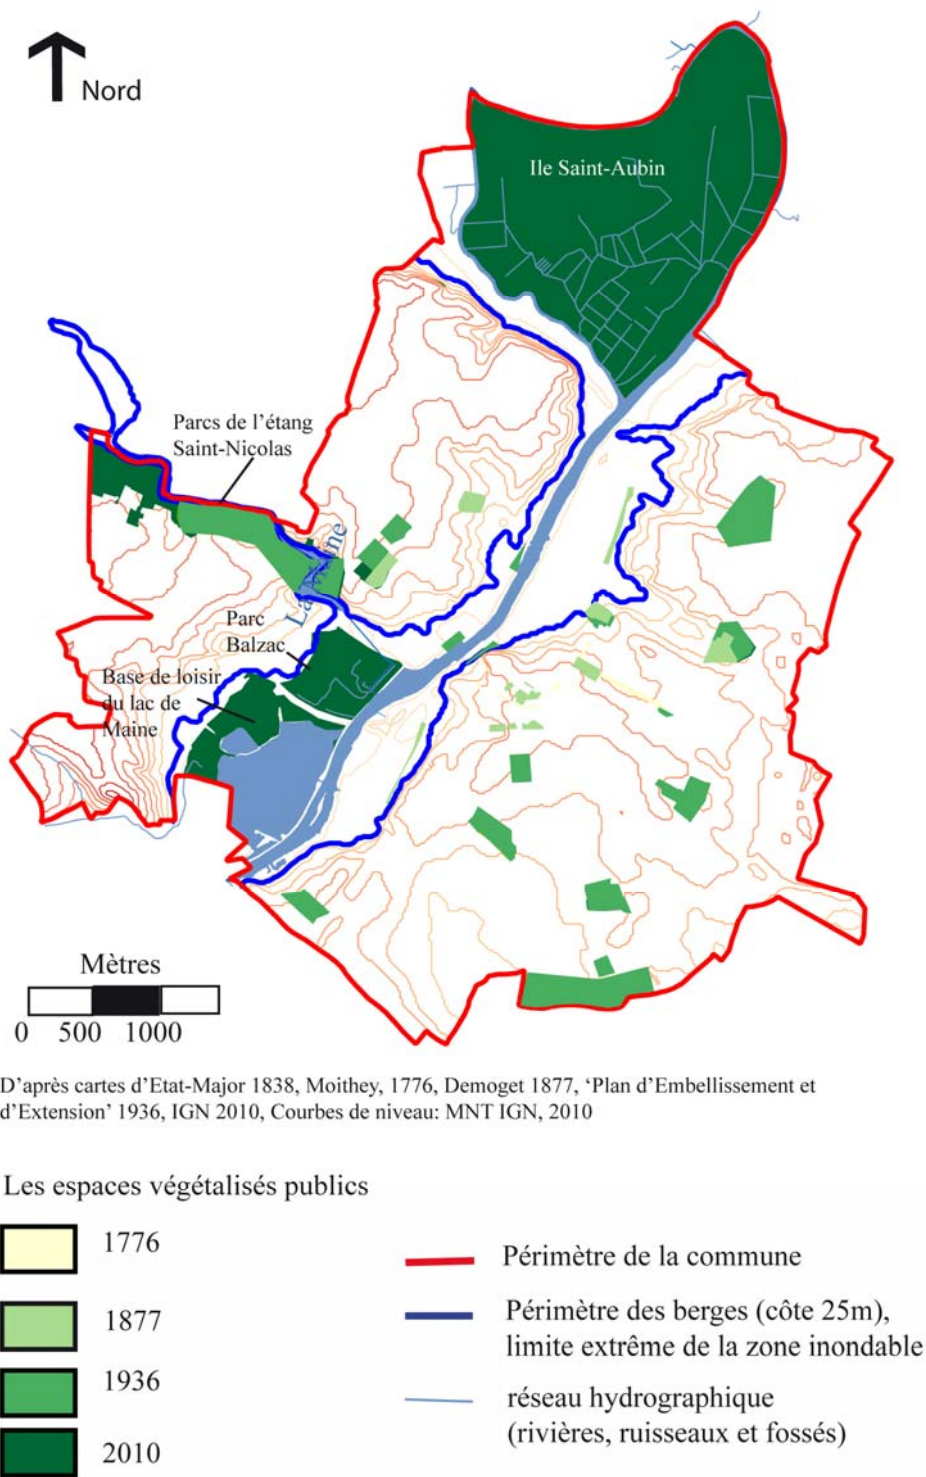 Nord
Ile Saint-Aubin
Parcs de l'étang
Saint-Nicolas
La Maine
Parc
Balzac
Base de loisir
du lac de
Maine
Mètres
0 500 1000
D'après cartes d'Etat-Major 1838, Moithey, 1776, Demoget 1877, 'Plan d'Embellissement et
d'Extension' 1936, IGN 2010, Courbes de niveau: MNT IGN, 2010
Les espaces végétalisés publics
1776
1877
1936
2010
Périmètre de la commune
Périmètre des berges (côte 25m),
limite extrême de la zone inondable
réseau hydrographique
(rivières, ruisseaux et fossés)